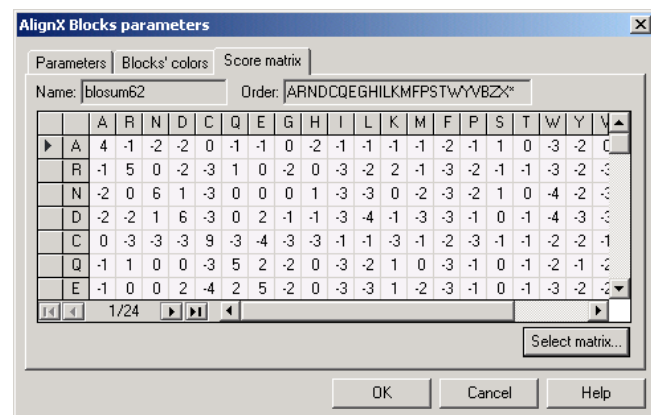 AlignX Blocks parameters
Parameters Blocks' colors Score matrix
Name: blosum62 Order: ARNDCQEGHILKMFPSTWYVBZX*
A R N D C Q E G H I L K M F P S T W Y V
A 4 -1 -2 -2 0 -1 -1 0 -2 -1 -1 -1 -1 -2 -1 1 0 -3 -2 0
R -1 5 0 -2 -3 1 0 -2 0 -3 -2 2 -1 -3 -2 -1 -1 -3 -2 -3
N -2 0 6 1 -3 0 0 0 1 -3 -3 0 -2 -3 -2 1 0 -4 -2 -3
D -2 -2 1 6 -3 0 2 -1 -1 -3 -4 -1 -3 -3 -1 0 -1 -4 -3 -3
C 0 -3 -3 -3 9 -3 -4 -3 -3 -1 -1 -3 -1 -2 -3 -1 -1 -2 -2 -1
Q -1 1 0 0 -3 5 2 -2 0 -3 -2 1 0 -3 -1 0 -1 -2 -1 -2
E -1 0 0 2 -4 2 5 -2 0 -3 -3 1 -2 -3 -1 0 -1 -3 -2 -2
1/24
Select matrix...
OK Cancel Help